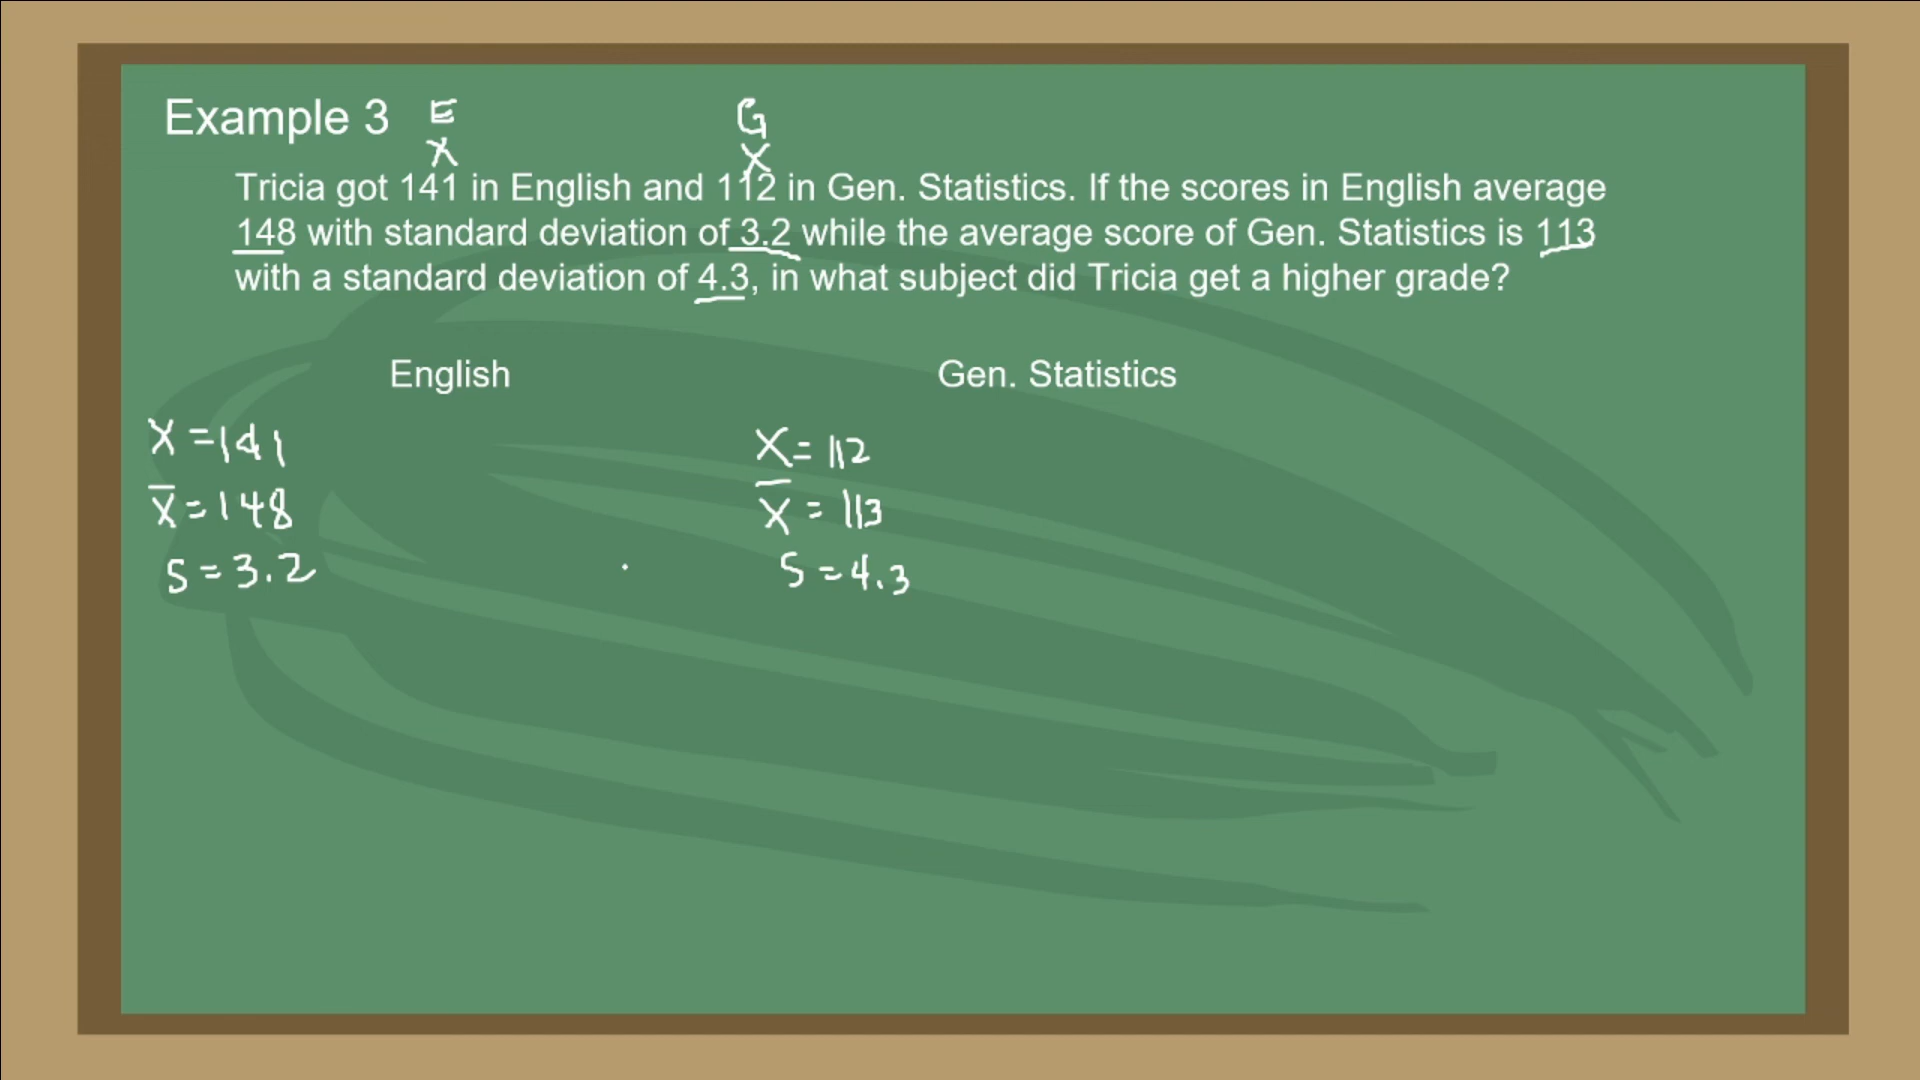 Example 3 E G
X X
Tricia got 141 in English and 112 in Gen. Statistics. If the scores in English average
148 with standard deviation of 3.2 while the average score of Gen. Statistics is 113
with a standard deviation of 4.3, in what subject did Tricia get a higher grade?
English Gen. Statistics
X = 141 X = 112
X̅ = 148 X̅ = 113
S = 3.2 S = 4.3